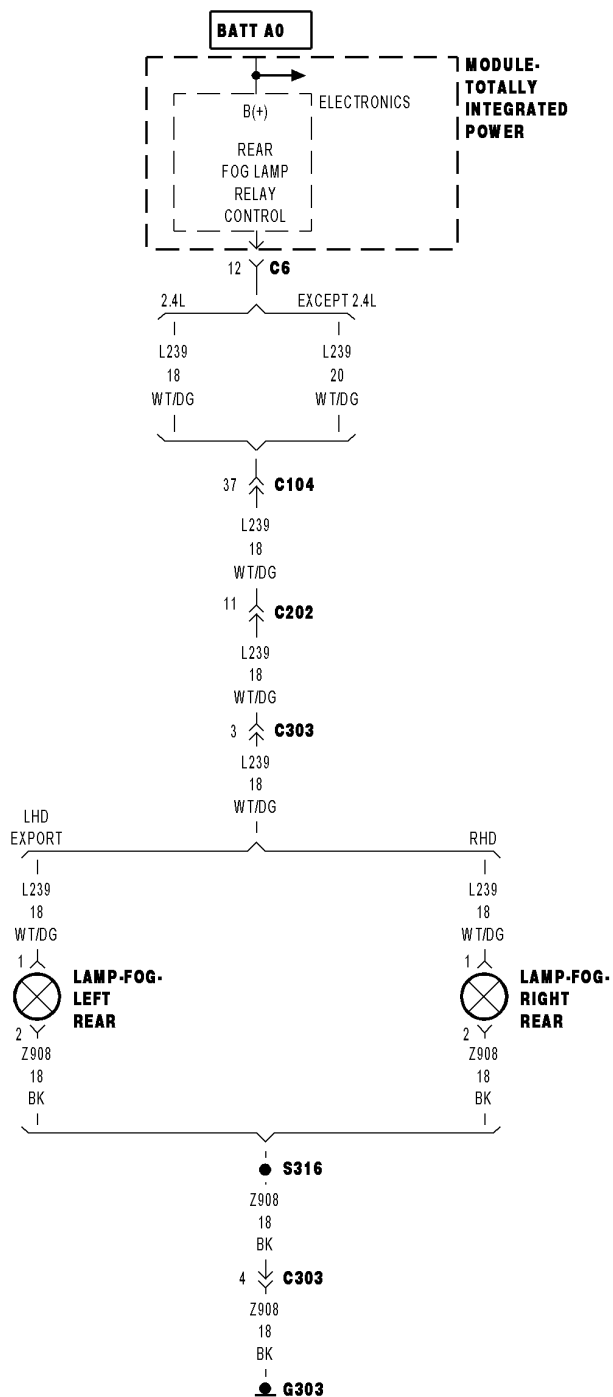 BATT A0
MODULE-
TOTALLY
INTEGRATED
POWER
ELECTRONICS
B(+)
REAR
FOG LAMP
RELAY
CONTROL
12 C6
2.4L EXCEPT 2.4L
L239 L239
18 20
WT/DG WT/DG
37 C104
L239
18
WT/DG
11 C202
L239
18
WT/DG
3 C303
L239
18
WT/DG
LHD
EXPORT RHD
L239 L239
18 18
WT/DG WT/DG
1 1
LAMP-FOG-
LEFT
REAR
LAMP-FOG-
RIGHT
REAR
2 2
Z908 Z908
18 18
BK BK
S316
Z908
18
BK
4 C303
Z908
18
BK
G303